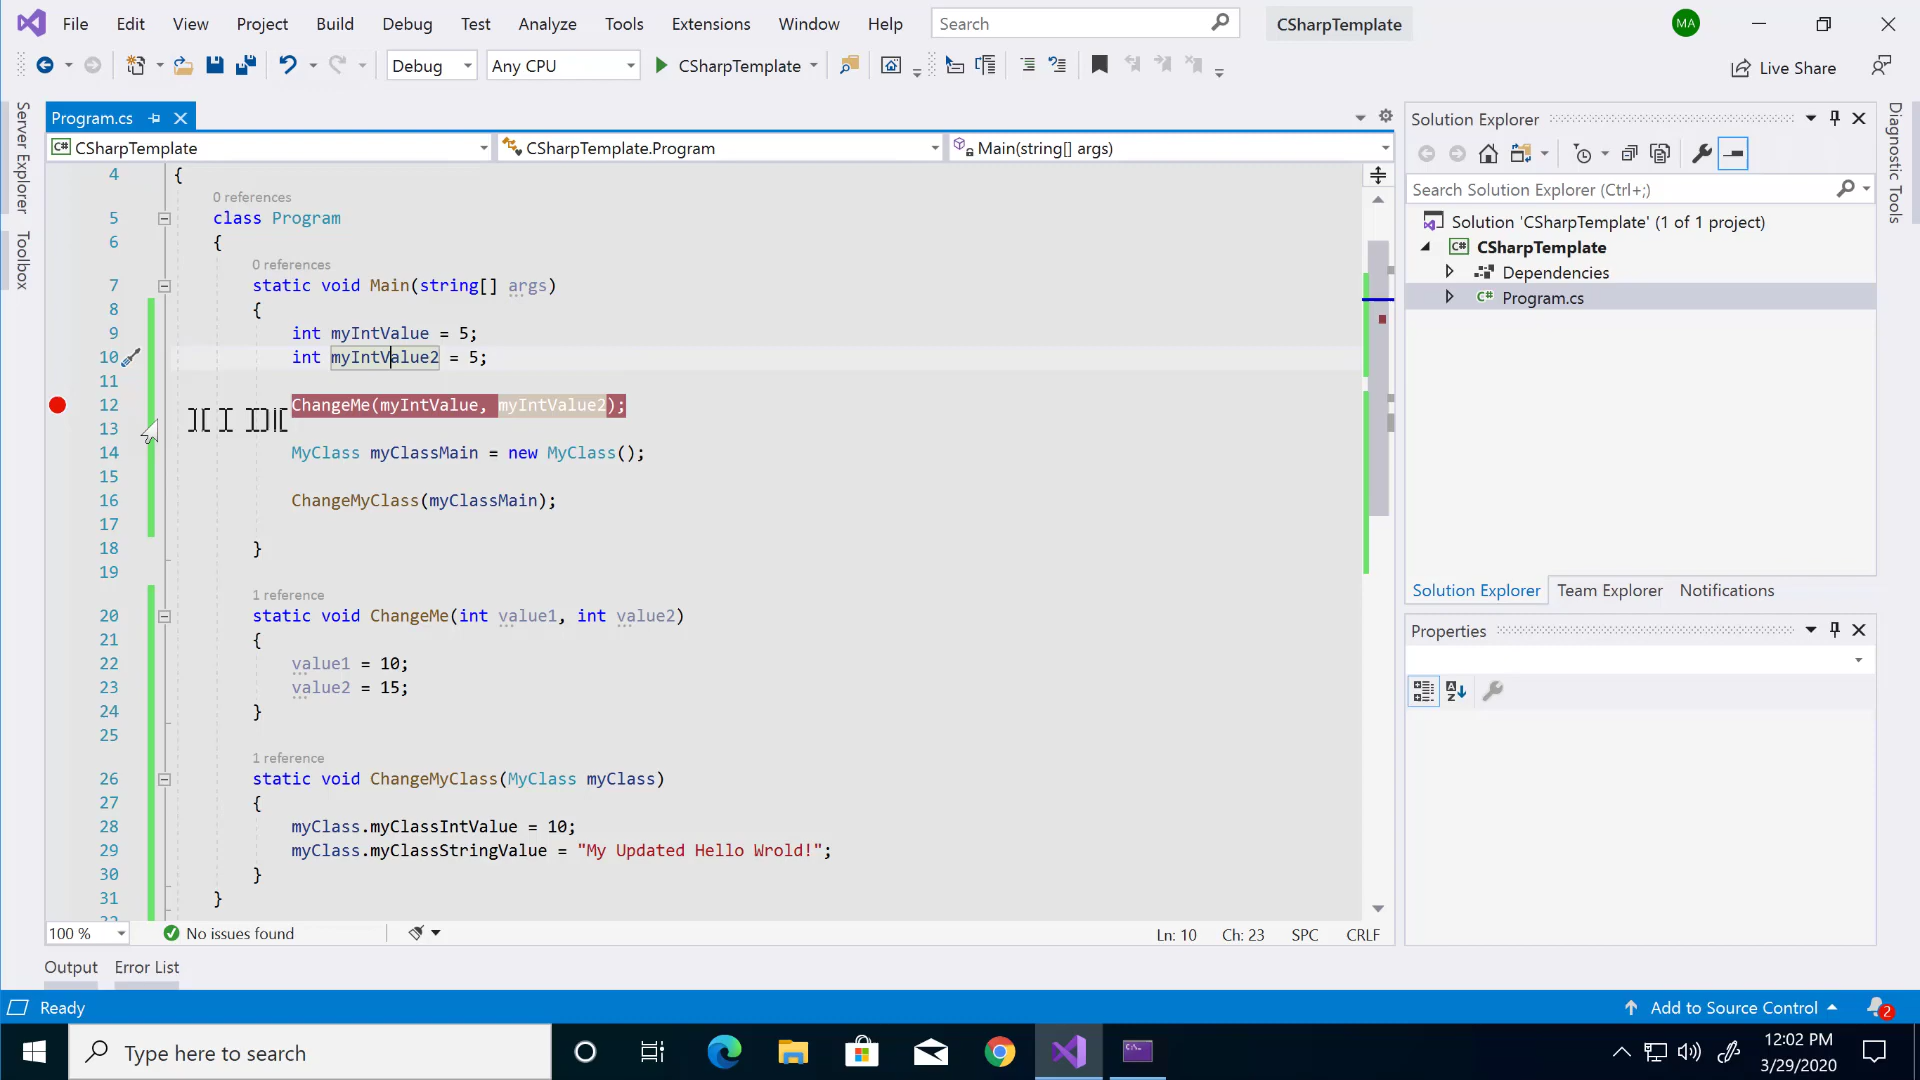 File Edit View Project Build Debug Test Analyze Tools Extensions Window Help Search CSharpTemplate MA
Debug Any CPU CSharpTemplate Live Share
Server Explorer
Toolbox
Program.cs
CSharpTemplate CSharpTemplate.Program Main(string[] args)
4 {
0 references
5 class Program
6 {
0 references
7 static void Main(string[] args)
8 {
9 int myIntValue = 5;
10 int myIntValue2 = 5;
11
12 ChangeMe(myIntValue, myIntValue2);
13
14 MyClass myClassMain = new MyClass();
15
16 ChangeMyClass(myClassMain);
17
18 }
19
1 reference
20 static void ChangeMe(int value1, int value2)
21 {
22 value1 = 10;
23 value2 = 15;
24 }
25
1 reference
26 static void ChangeMyClass(MyClass myClass)
27 {
28 myClass.myClassIntValue = 10;
29 myClass.myClassStringValue = "My Updated Hello Wrold!";
30 }
31 }
100 % No issues found Ln: 10 Ch: 23 SPC CRLF
Output Error List
Solution Explorer
Search Solution Explorer (Ctrl+;)
Solution 'CSharpTemplate' (1 of 1 project)
C# CSharpTemplate
Dependencies
C# Program.cs
Solution Explorer Team Explorer Notifications
Properties
Diagnostic Tools
Ready Add to Source Control 2
Type here to search
12:02 PM
3/29/2020